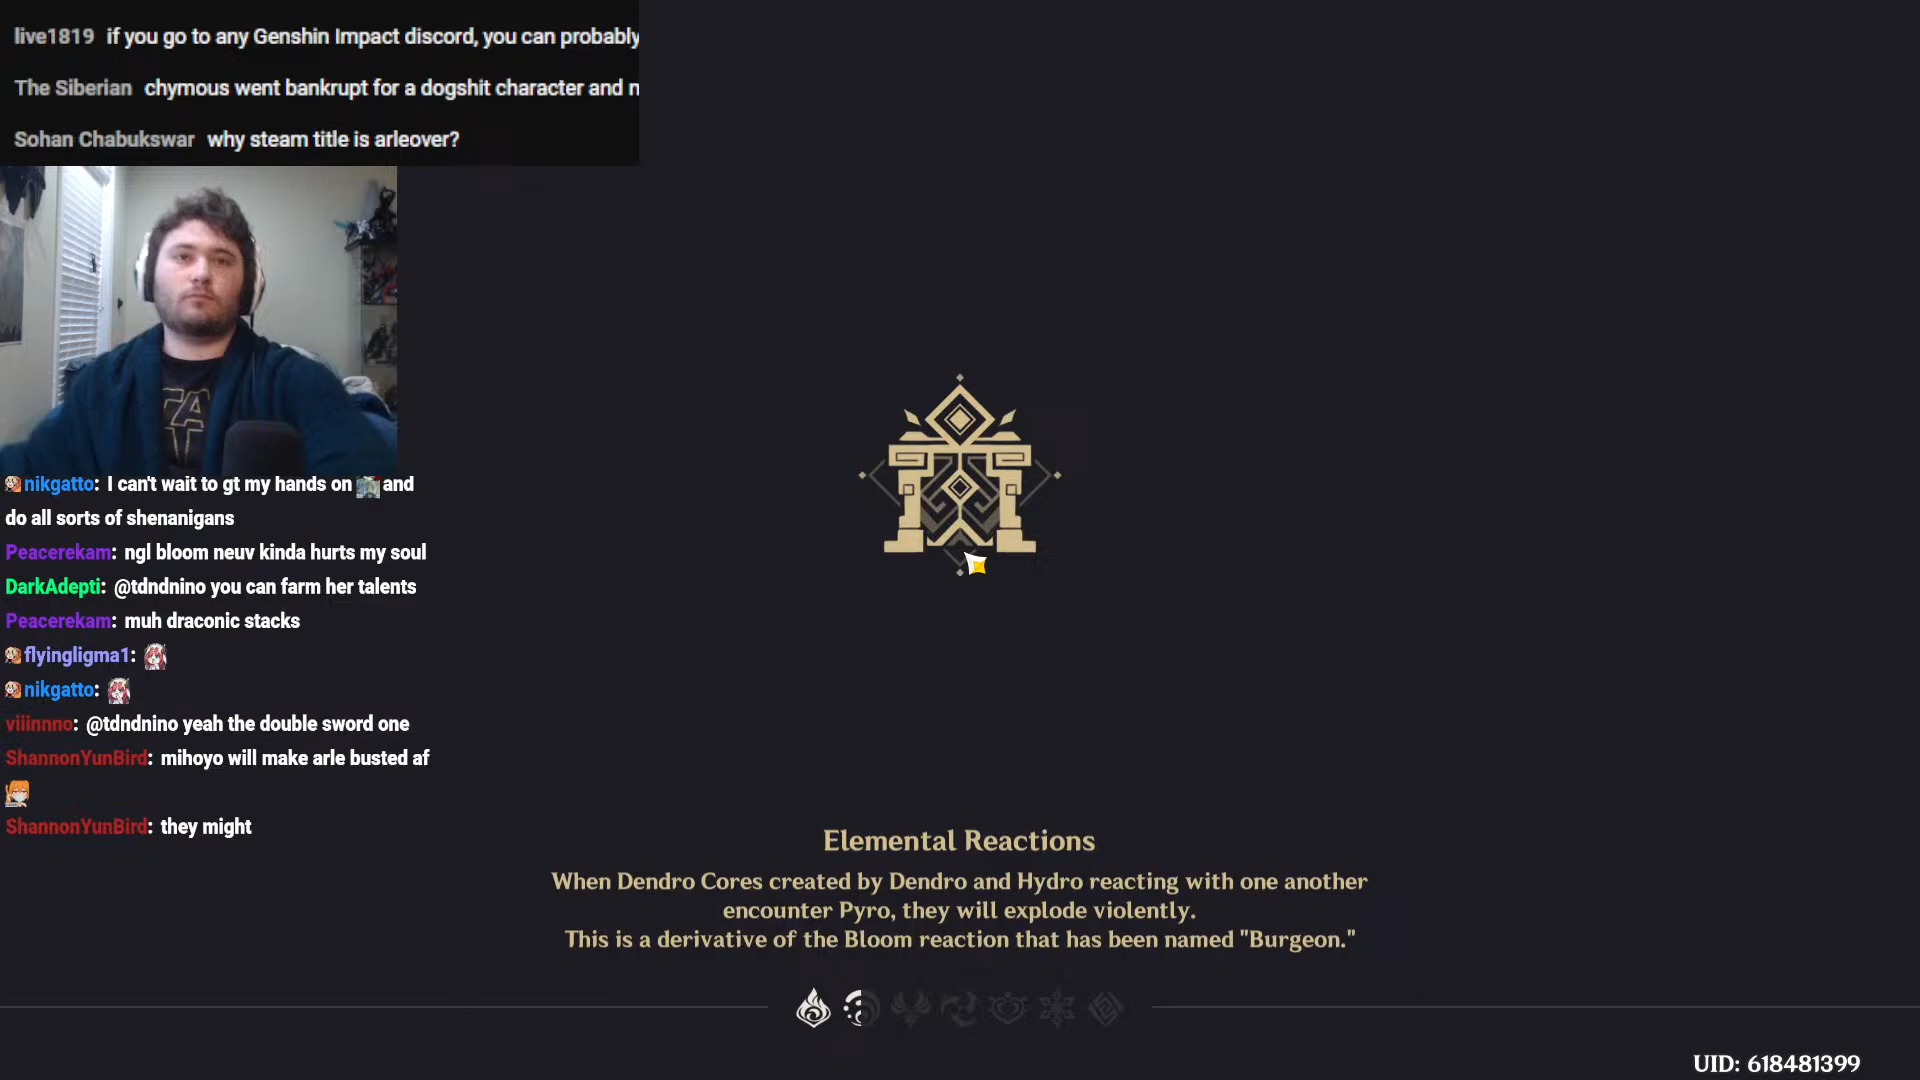 live1819 if you go to any Genshin Impact discord, you can probably
The Siberian chymous went bankrupt for a dogshit character and n
Sohan Chabukswar why steam title is arleover?
TA
T
nikgatto: I can't wait to gt my hands on and
do all sorts of shenanigans
Peacerekam: ngl bloom neuv kinda hurts my soul
DarkAdepti: @tdndnino you can farm her talents
Peacerekam: muh draconic stacks
flyingligma1:
nikgatto:
viiinnno: @tdndnino yeah the double sword one
ShannonYunBird: mihoyo will make arle busted af
ShannonYunBird: they might
Elemental Reactions
When Dendro Cores created by Dendro and Hydro reacting with one another
encounter Pyro, they will explode violently.
This is a derivative of the Bloom reaction that has been named "Burgeon."
UID: 618481399